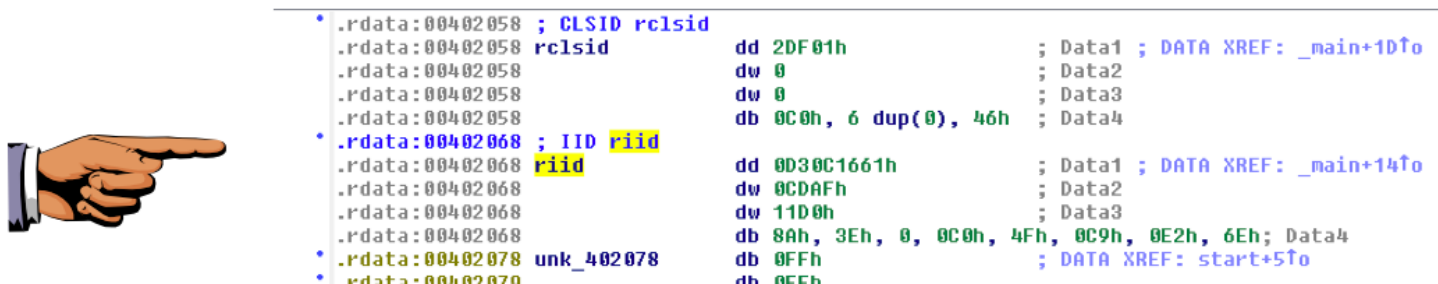 .rdata:00402058 ; CLSID rclsid
.rdata:00402058 rclsid dd 2DF01h ; Data1 ; DATA XREF: _main+1D↑o
.rdata:00402058 dw 0 ; Data2
.rdata:00402058 dw 0 ; Data3
.rdata:00402058 db 0C0h, 6 dup(0), 46h ; Data4
.rdata:00402068 ; IID riid
.rdata:00402068 riid dd 0D30C1661h ; Data1 ; DATA XREF: _main+14↑o
.rdata:00402068 dw 0CDAFh ; Data2
.rdata:00402068 dw 11D0h ; Data3
.rdata:00402068 db 8Ah, 3Eh, 0, 0C0h, 4Fh, 0C9h, 0E2h, 6Eh; Data4
.rdata:00402078 unk_402078 db 0FFh ; DATA XREF: start+5↑o
.rdata:00402079 db 0FFh